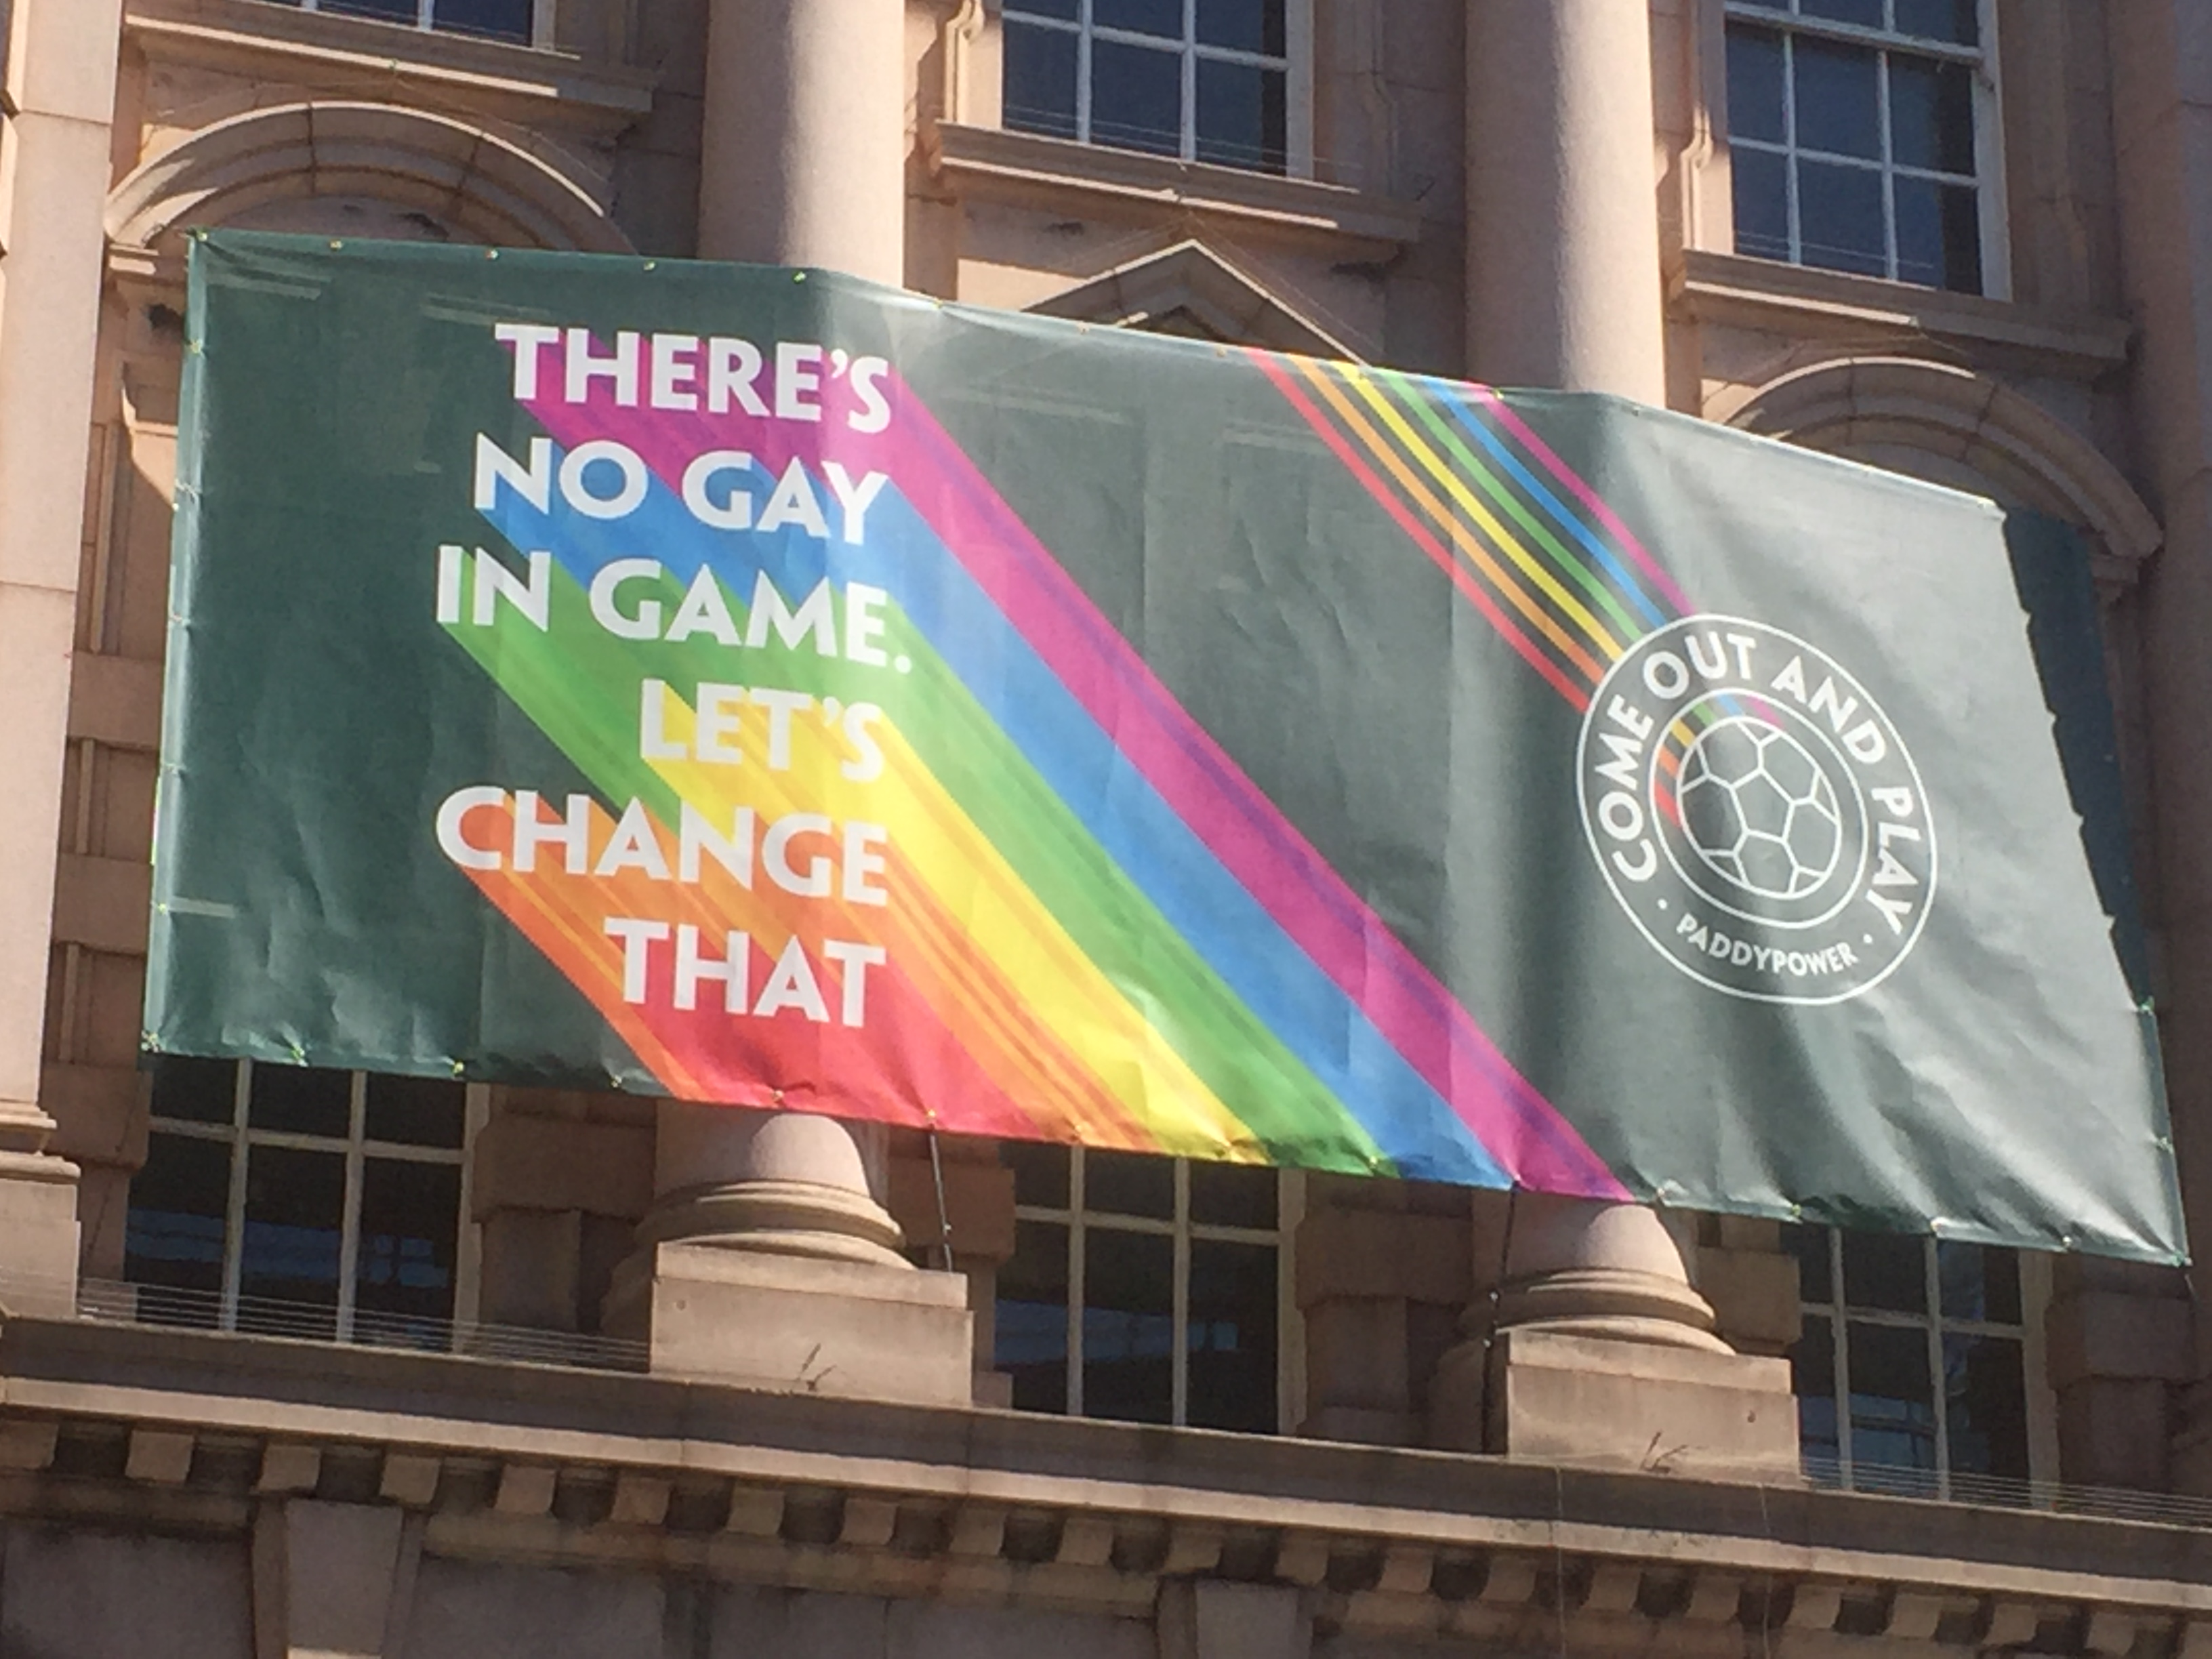 THERE'S
NO GAY
IN GAME.
LET'S
CHANGE
THAT
COME OUT AND PLAY
• PADDYPOWER •